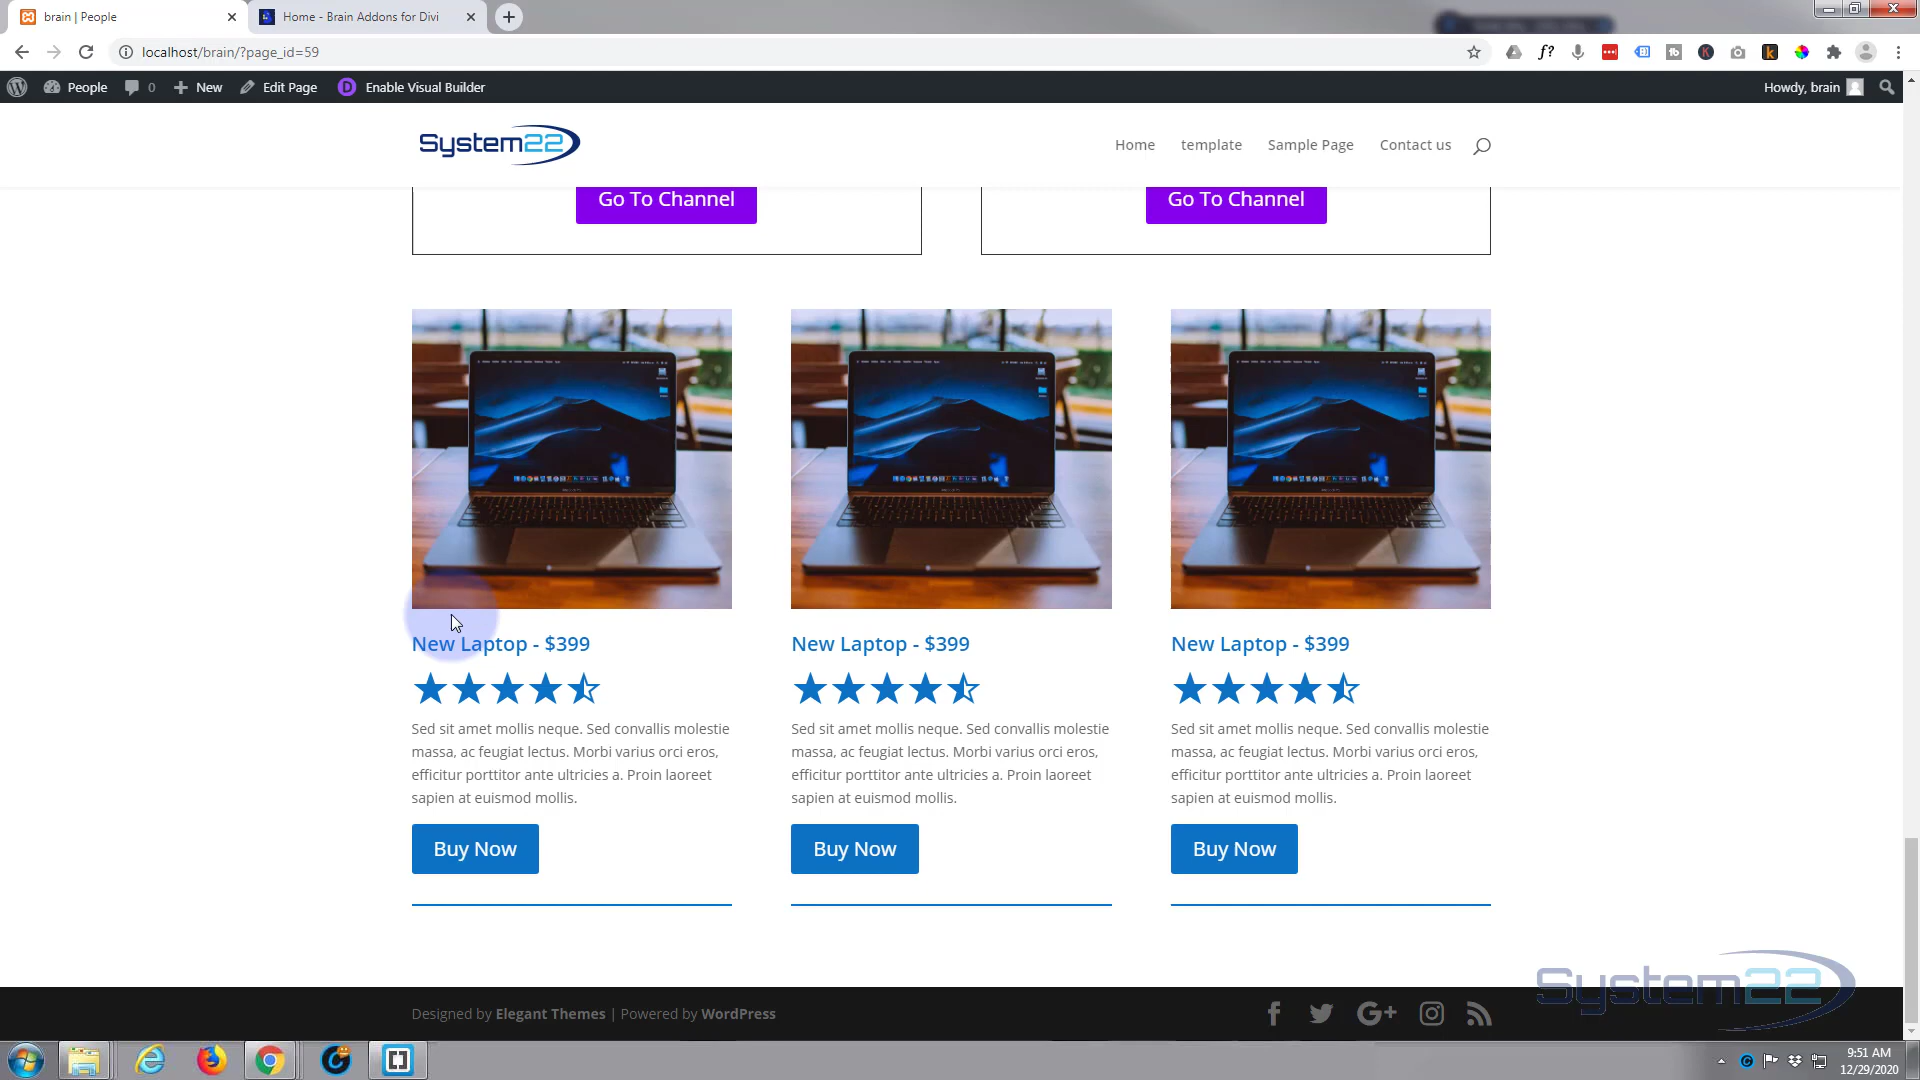 brain | People
Home - Brain Addons for Divi
localhost/brain/?page_id=59
People
0
New
Edit Page
Enable Visual Builder
Howdy, brain
System22
Home
template
Sample Page
Contact us
Go To Channel
Go To Channel
New Laptop - $399
Sed sit amet mollis neque. Sed convallis molestie
massa, ac feugiat lectus. Morbi varius orci eros,
efficitur porttitor ante ultricies a. Proin laoreet
sapien at euismod mollis.
Buy Now
New Laptop - $399
Sed sit amet mollis neque. Sed convallis molestie
massa, ac feugiat lectus. Morbi varius orci eros,
efficitur porttitor ante ultricies a. Proin laoreet
sapien at euismod mollis.
Buy Now
New Laptop - $399
Sed sit amet mollis neque. Sed convallis molestie
massa, ac feugiat lectus. Morbi varius orci eros,
efficitur porttitor ante ultricies a. Proin laoreet
sapien at euismod mollis.
Buy Now
Designed by Elegant Themes | Powered by WordPress
System22
9:51 AM
12/29/2020